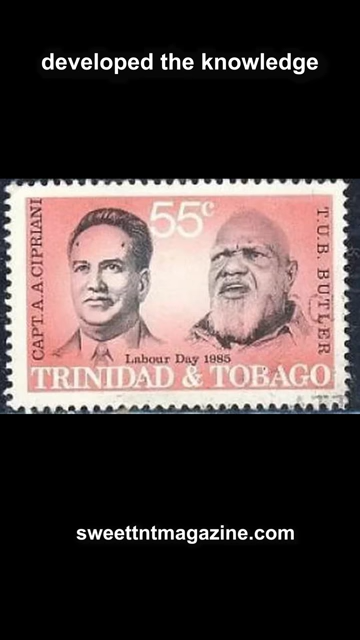 developed the knowledge
55c
CAPT. A. A. CIPRIANI
T.U.B. BUTLER
Labour Day 1985
TRINIDAD & TOBAGO
sweettntmagazine.com